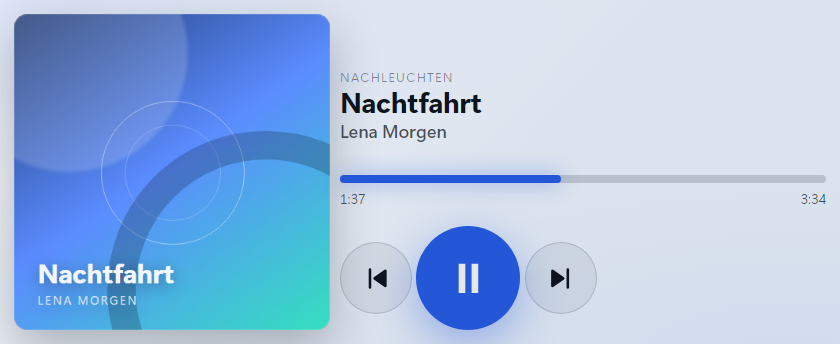 Nachtfahrt
LENA MORGEN
NACHLEUCHTEN
Nachtfahrt
Lena Morgen
1:37
3:34